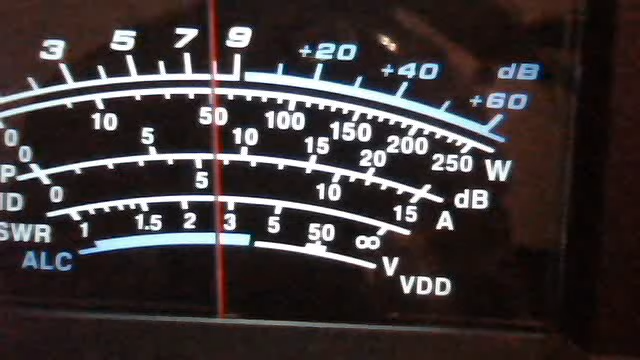 3 5 7 9 +20 +40 +60 dB
0 10 50 100 150 200 250 W
P 0 5 10 15 20 dB
ID 0 5 10 15 A
SWR 1 1.5 2 3 5 50 ∞
ALC V
VDD